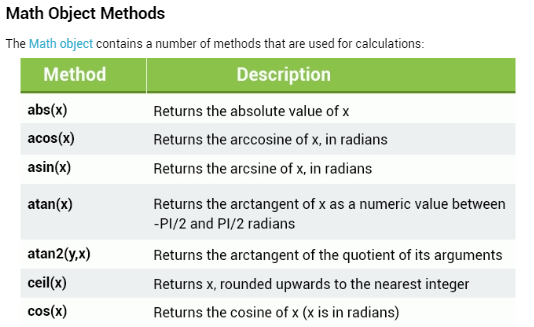 Math Object Methods
The Math object contains a number of methods that are used for calculations:
Method Description
abs(x) Returns the absolute value of x
acos(x) Returns the arccosine of x, in radians
asin(x) Returns the arcsine of x, in radians
atan(x) Returns the arctangent of x as a numeric value between
-PI/2 and PI/2 radians
atan2(y,x) Returns the arctangent of the quotient of its arguments
ceil(x) Returns x, rounded upwards to the nearest integer
cos(x) Returns the cosine of x (x is in radians)